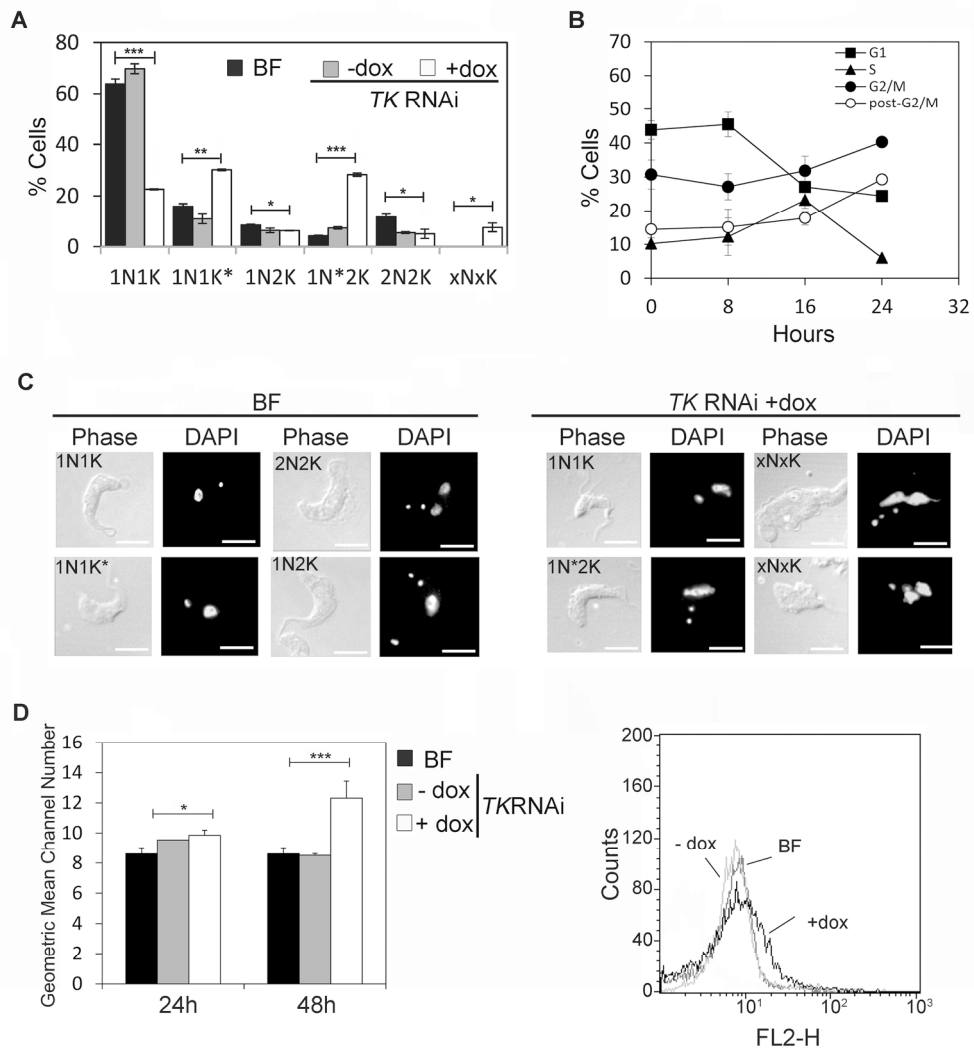 A
80
60
40
20
0
% Cells
***
**
*
***
*
*
BF
-dox
+dox
TK RNAi
1N1K 1N1K* 1N2K 1N*2K 2N2K xNxK
B
70
60
50
40
30
20
10
0
% Cells
G1
S
G2/M
post-G2/M
0 8 16 24 32
Hours
C
BF
Phase DAPI Phase DAPI
1N1K 2N2K
1N1K* 1N2K
TK RNAi +dox
Phase DAPI Phase DAPI
1N1K xNxK
1N*2K xNxK
D
Geometric Mean Channel Number
16
14
12
10
8
6
4
2
0
*
***
24h 48h
BF
- dox
+ dox
TKRNAi
Counts
200
160
120
80
40
0
- dox
BF
+dox
10¹ 10² 10³
FL2-H